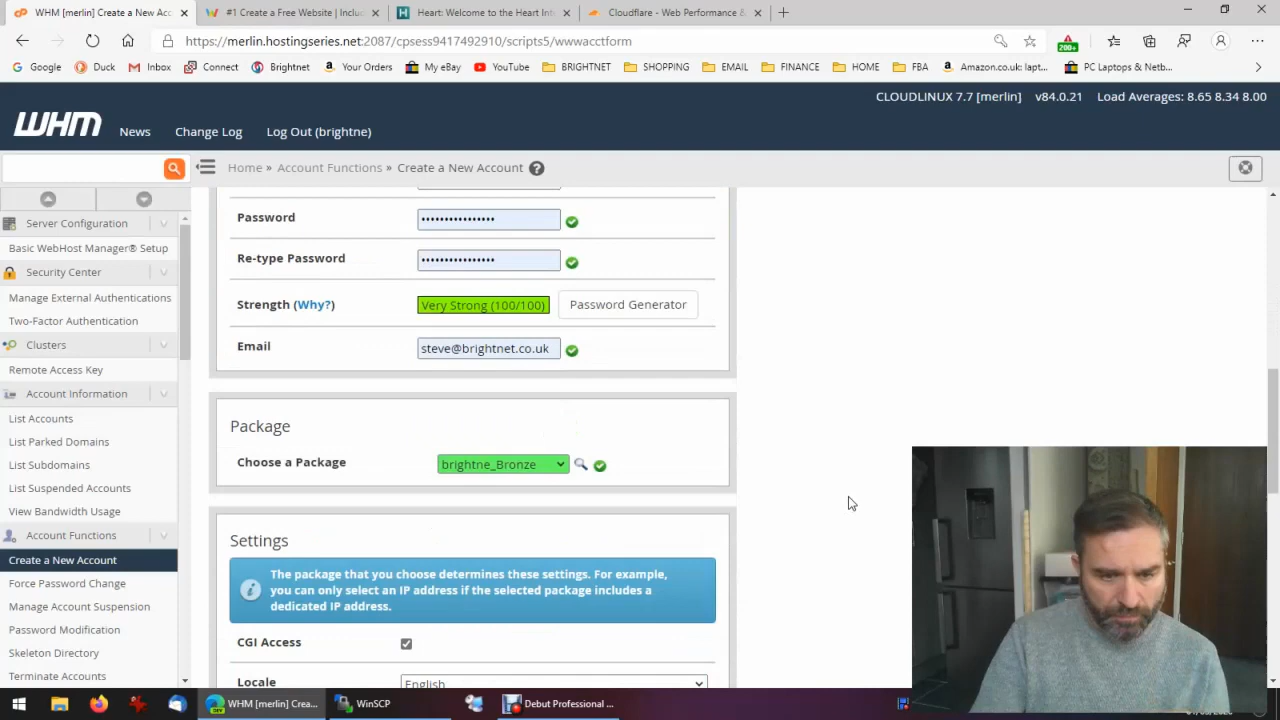 WHM [merlin] Create a New Acc
#1 Create a Free Website | Includ
Heart: Welcome to the Heart Int
Cloudflare - Web Performance &
https://merlin.hostingseries.net:2087/cpsess9417492910/scripts5/wwwacctform
200+
Google
Duck
Inbox
Connect
Brightnet
Your Orders
My eBay
YouTube
BRIGHTNET
SHOPPING
EMAIL
FINANCE
HOME
FBA
Amazon.co.uk: lapt...
PC Laptops & Netb...
CLOUDLINUX 7.7 [merlin] v84.0.21 Load Averages: 8.65 8.34 8.00
WHM
News
Change Log
Log Out (brightne)
Home » Account Functions » Create a New Account
Server Configuration
Basic WebHost Manager® Setup
Security Center
Manage External Authentications
Two-Factor Authentication
Clusters
Remote Access Key
Account Information
List Accounts
List Parked Domains
List Subdomains
List Suspended Accounts
View Bandwidth Usage
Account Functions
Create a New Account
Force Password Change
Manage Account Suspension
Password Modification
Skeleton Directory
Terminate Accounts
Password
Re-type Password
Strength (Why?)
Very Strong (100/100)
Password Generator
Email
steve@brightnet.co.uk
Package
Choose a Package
brightne_Bronze
Settings
The package that you choose determines these settings. For example,
you can only select an IP address if the selected package includes a
dedicated IP address.
CGI Access
Locale
English
WHM [merlin] Crea...
WinSCP
Debut Professional ...